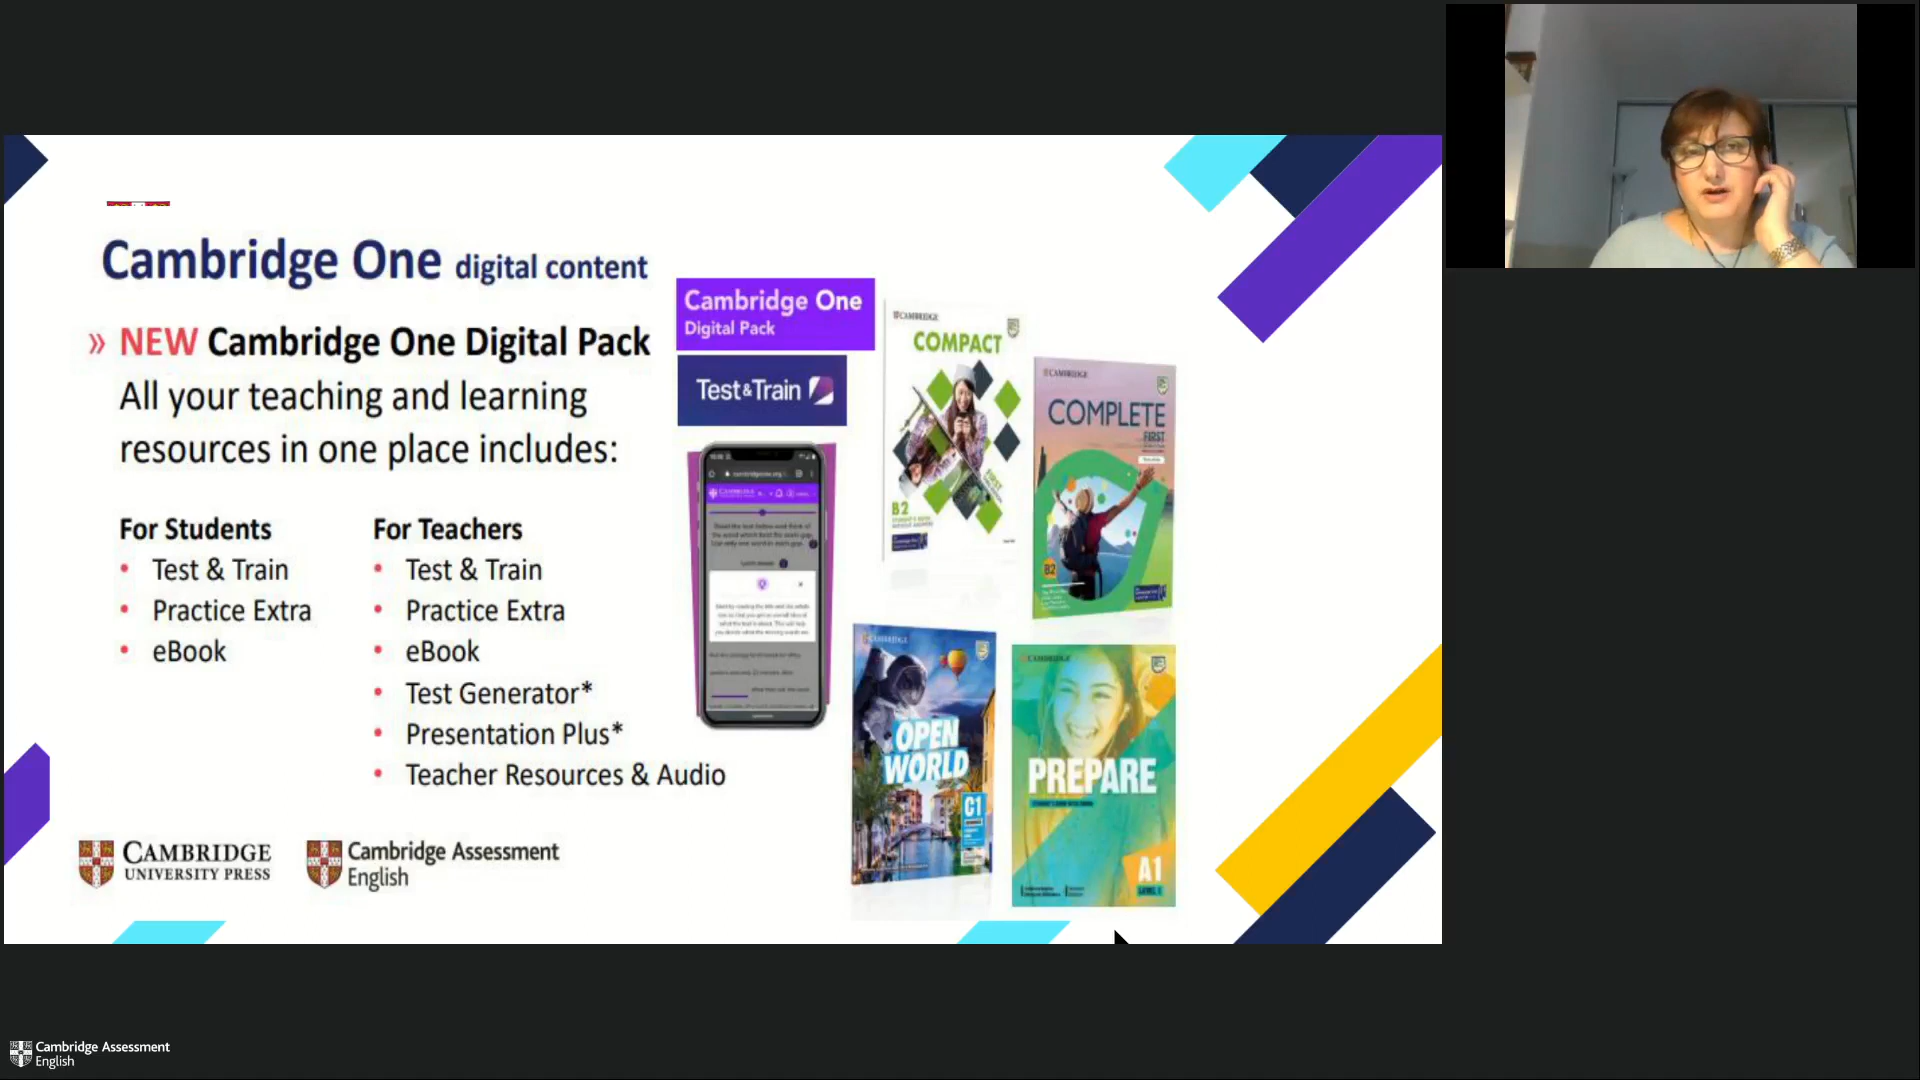 Cambridge One digital content
» NEW Cambridge One Digital Pack
All your teaching and learning
resources in one place includes:
For Students
• Test & Train
• Practice Extra
• eBook
For Teachers
• Test & Train
• Practice Extra
• eBook
• Test Generator*
• Presentation Plus*
• Teacher Resources & Audio
Cambridge One
Digital Pack
Test&Train
CAMBRIDGE
COMPACT
FIRST
B2
CAMBRIDGE
COMPLETE
FIRST
B2
CAMBRIDGE
OPEN
WORLD
C1
CAMBRIDGE
PREPARE
A1
LEVEL 1
CAMBRIDGE
UNIVERSITY PRESS
Cambridge Assessment
English
Cambridge Assessment
English